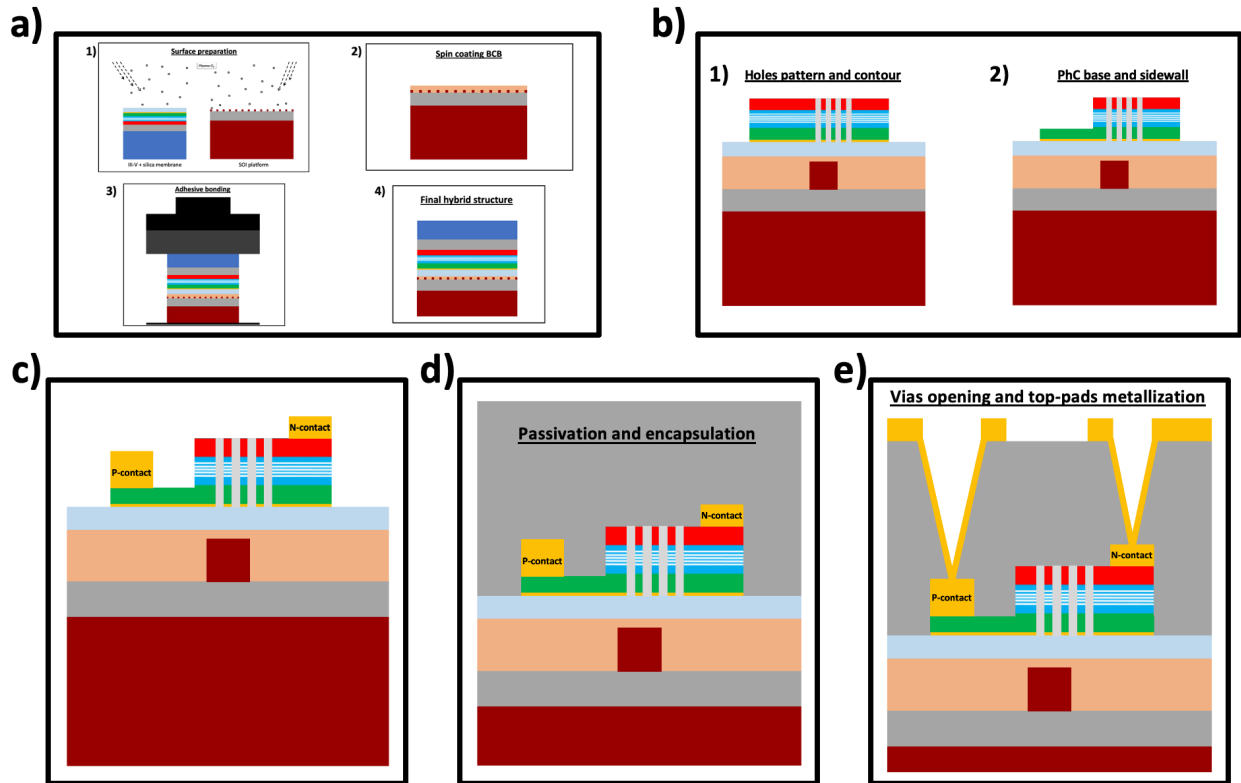 a)
1)
Surface preparation
Plasma O₂
III-V + silica membrane
SOI platform
2)
Spin coating BCB
3)
Adhesive bonding
4)
Final hybrid structure
b)
1)
Holes pattern and contour
2)
PhC base and sidewall
c)
N-contact
P-contact
d)
Passivation and encapsulation
N-contact
P-contact
e)
Vias opening and top-pads metallization
N-contact
P-contact